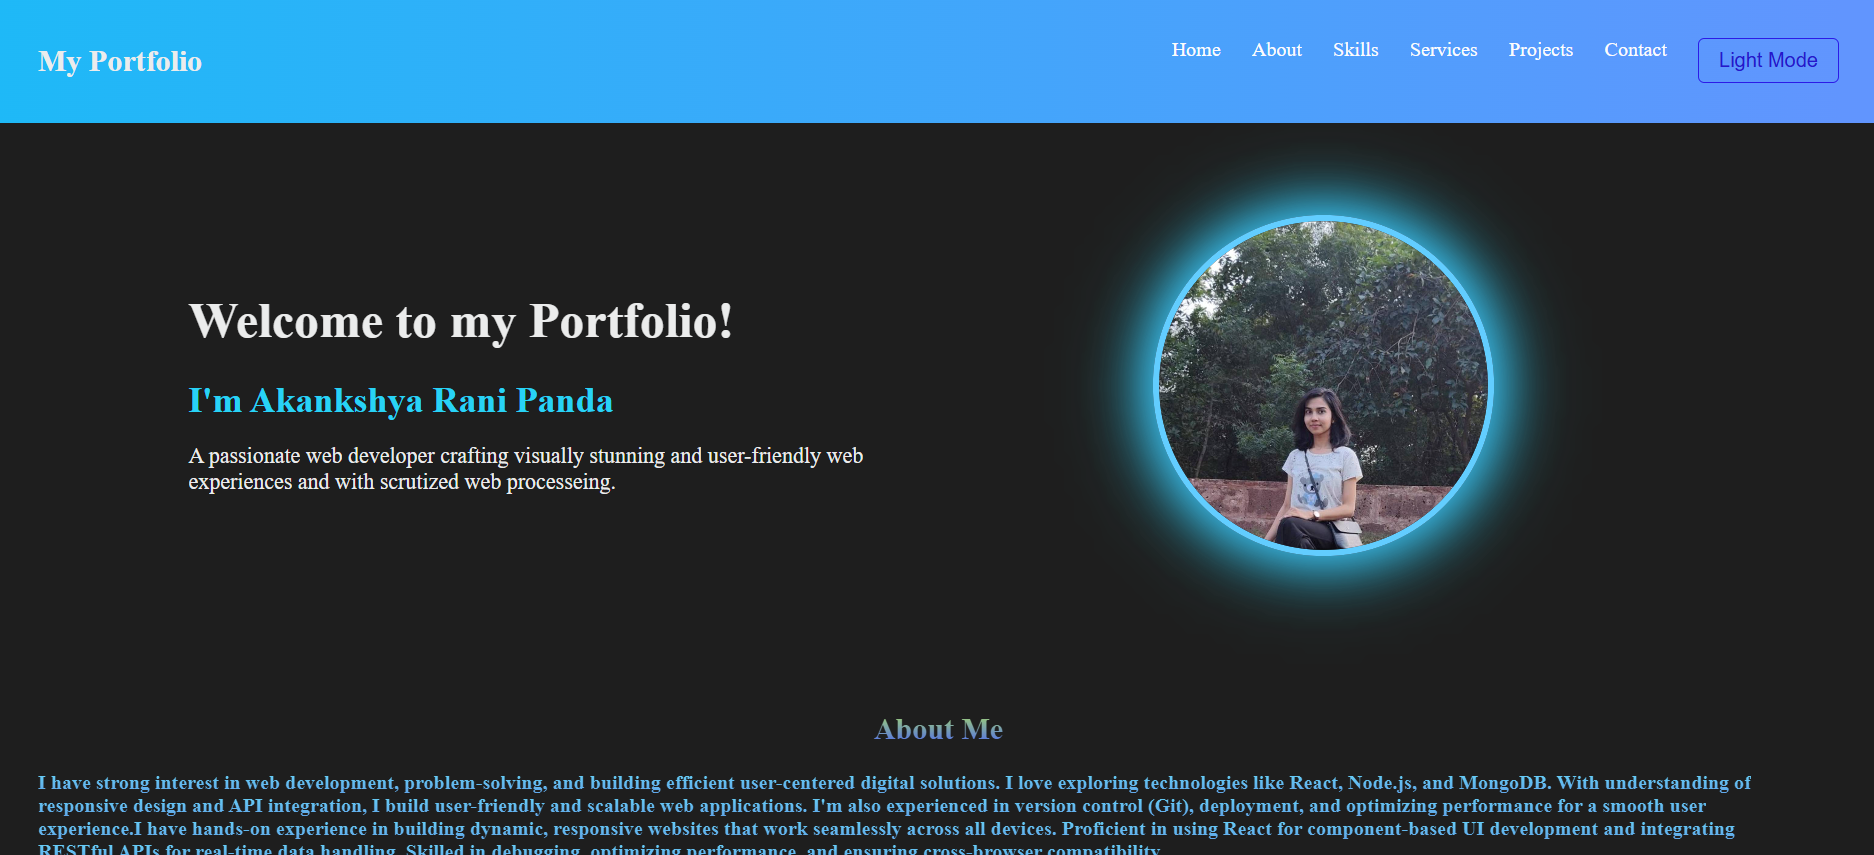 My Portfolio
Home About Skills Services Projects Contact Light Mode
Welcome to my Portfolio!
I'm Akankshya Rani Panda
A passionate web developer crafting visually stunning and user-friendly web
experiences and with scrutized web processeing.
About Me
I have strong interest in web development, problem-solving, and building efficient user-centered digital solutions. I love exploring technologies like React, Node.js, and MongoDB. With understanding of
responsive design and API integration, I build user-friendly and scalable web applications. I'm also experienced in version control (Git), deployment, and optimizing performance for a smooth user
experience.I have hands-on experience in building dynamic, responsive websites that work seamlessly across all devices. Proficient in using React for component-based UI development and integrating
RESTful APIs for real-time data handling. Skilled in debugging, optimizing performance, and ensuring cross-browser compatibility.